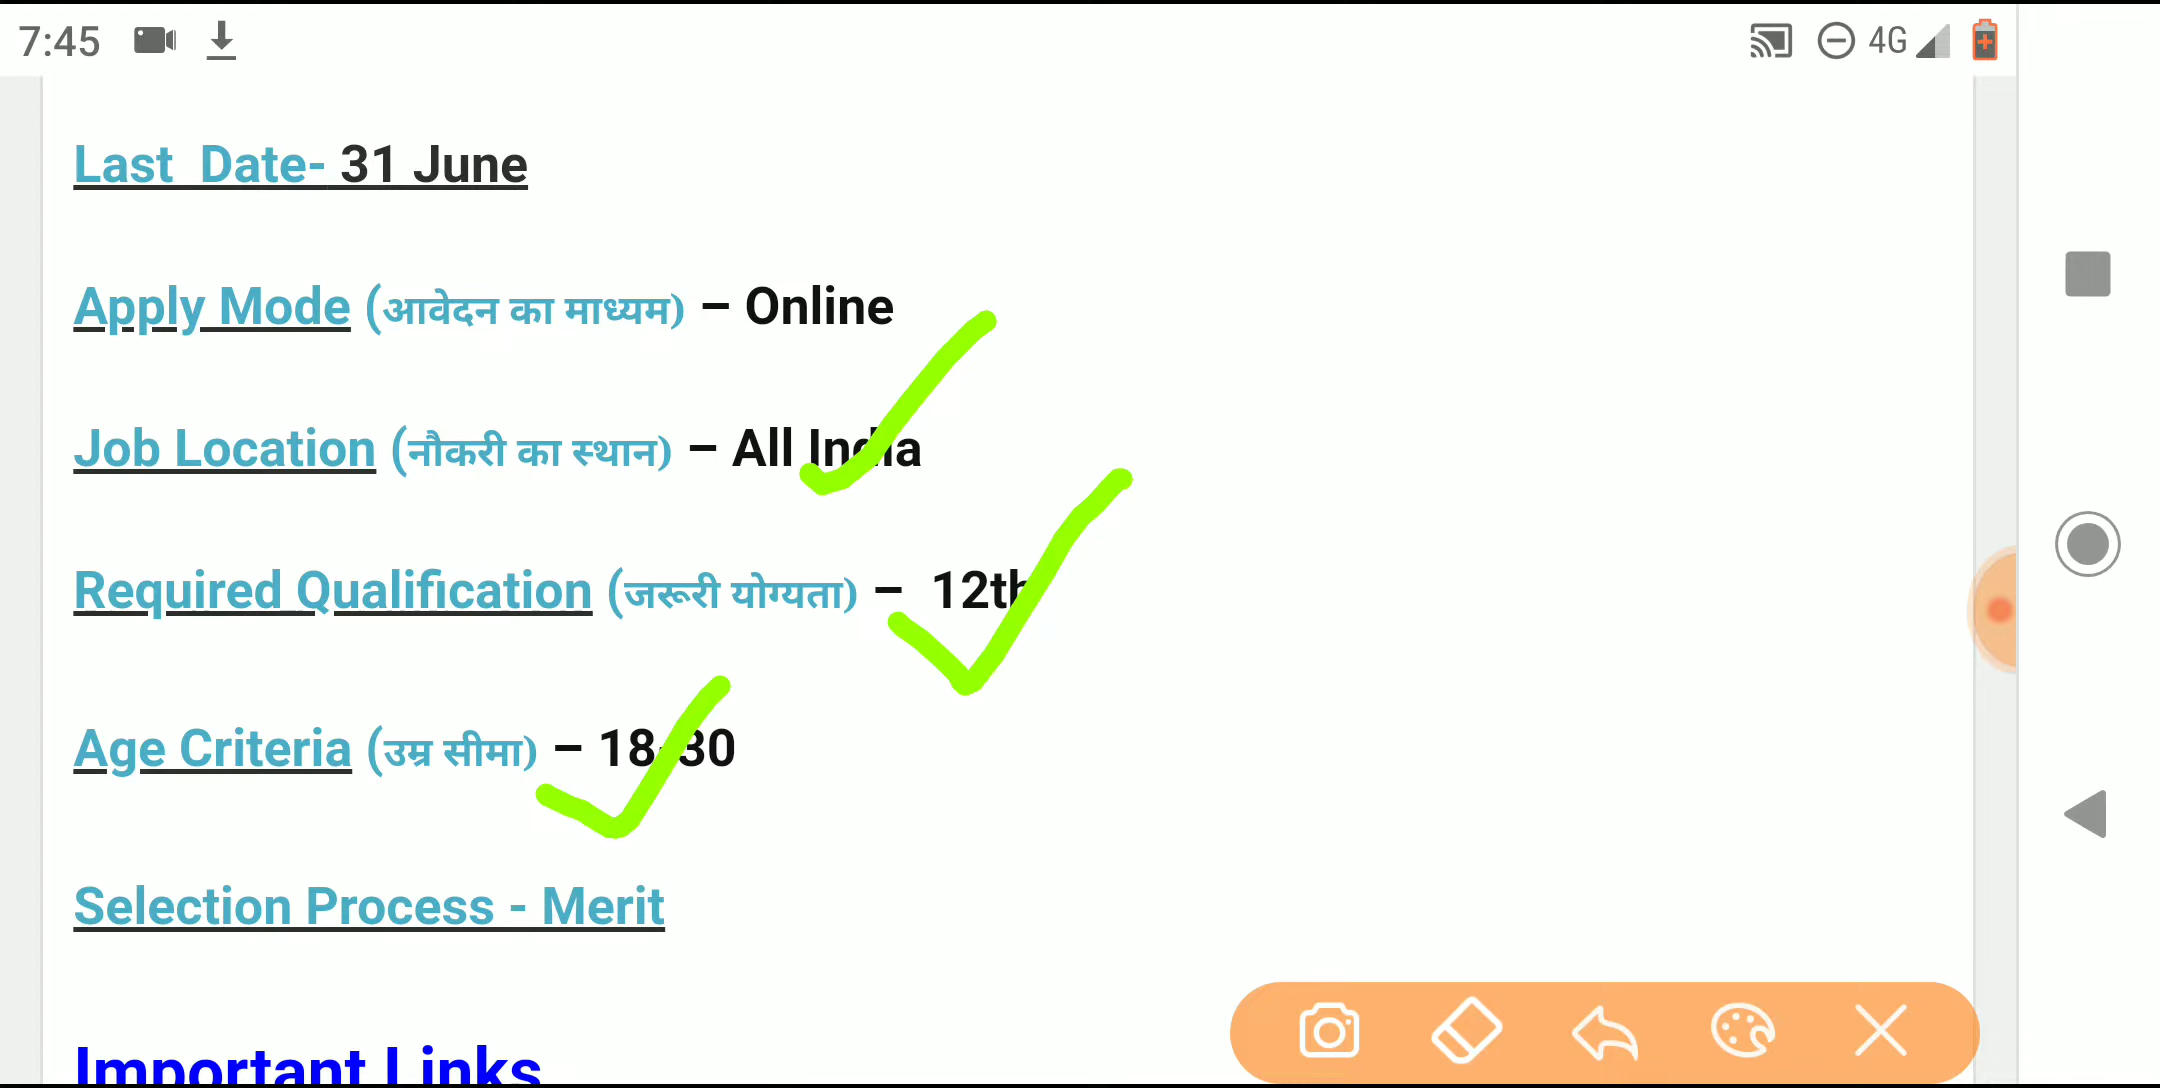 7:45 4G
Last Date- 31 June
Apply Mode (आवेदन का माध्यम) – Online
Job Location (नौकरी का स्थान) – All India
Required Qualification (जरूरी योग्यता) – 12th
Age Criteria (उम्र सीमा) – 18-30
Selection Process - Merit
Important Links